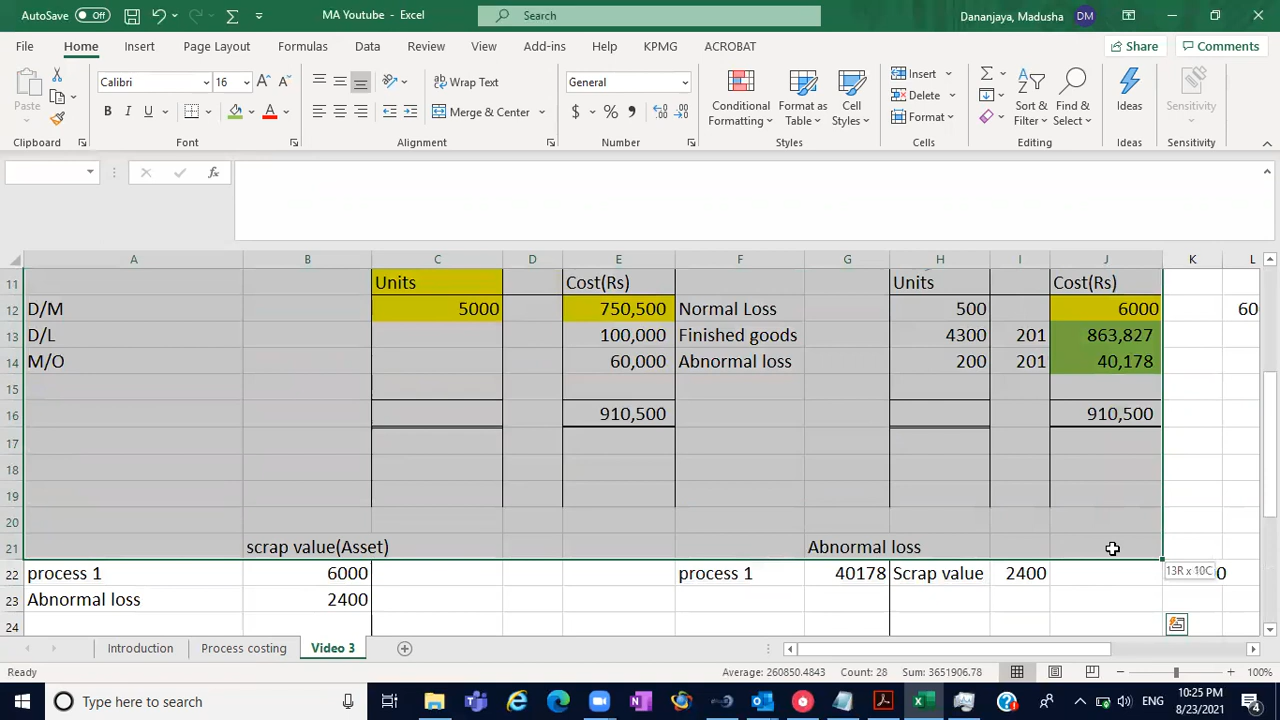 AutoSave Off MA Youtube - Excel Search Dananjaya, Madusha DM
File Home Insert Page Layout Formulas Data Review View Add-ins Help KPMG ACROBAT Share Comments
Paste Calibri 16 A A Wrap Text General Conditional Formatting Format as Table Cell Styles Insert Delete Format Sort & Filter Find & Select Ideas Sensitivity
B I U A Merge & Center $ %
Clipboard Font Alignment Number Styles Cells Editing Ideas Sensitivity
fx
A B C D E F G H I J K L
11 Units Cost(Rs) Units Cost(Rs)
12 D/M 5000 750,500 Normal Loss 500 6000 60
13 D/L 100,000 Finished goods 4300 201 863,827
14 M/O 60,000 Abnormal loss 200 201 40,178
15
16 910,500 910,500
17
18
19
20
21 scrap value(Asset) Abnormal loss
22 process 1 6000 process 1 40178 Scrap value 2400 13R x 10C 0
23 Abnormal loss 2400
24
Introduction Process costing Video 3
Ready Average: 260850.4843 Count: 28 Sum: 3651906.78 100%
Type here to search ENG 10:25 PM 8/23/2021 4